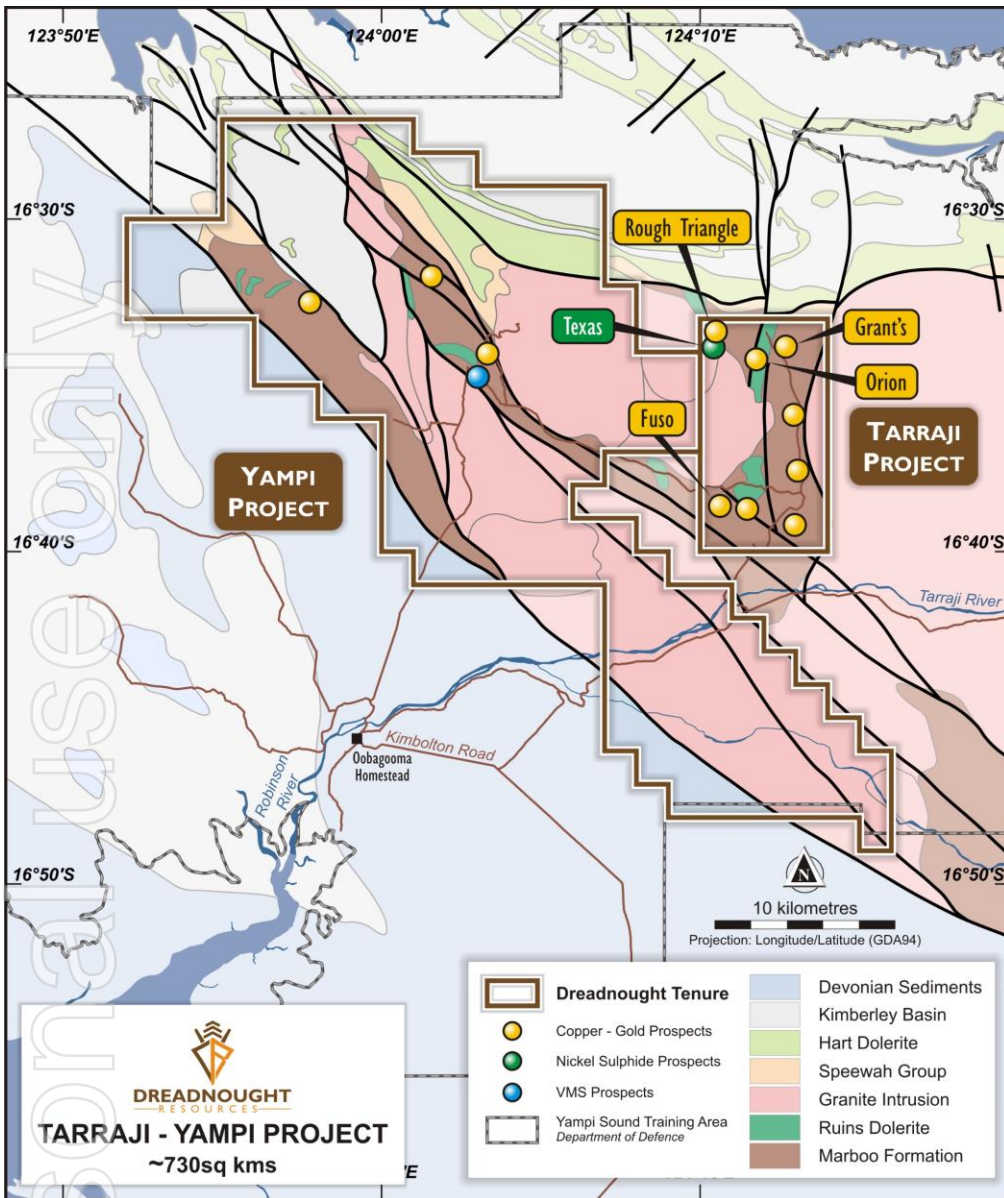 123°50'E
124°00'E
124°10'E
16°30'S
16°30'S
Rough Triangle
Texas
Grant's
Orion
Fuso
TARRAJI
PROJECT
YAMPI
PROJECT
16°40'S
16°40'S
Tarraji River
Kimbolton Road
Oobagooma
Homestead
Robinson
River
16°50'S
16°50'S
N
10 kilometres
Projection: Longitude/Latitude (GDA94)
Dreadnought Tenure
Copper - Gold Prospects
Nickel Sulphide Prospects
VMS Prospects
Yampi Sound Training Area
Department of Defence
Devonian Sediments
Kimberley Basin
Hart Dolerite
Speewah Group
Granite Intrusion
Ruins Dolerite
Marboo Formation
DREADNOUGHT
RESOURCES
TARRAJI - YAMPI PROJECT
~730sq kms
sonal use only